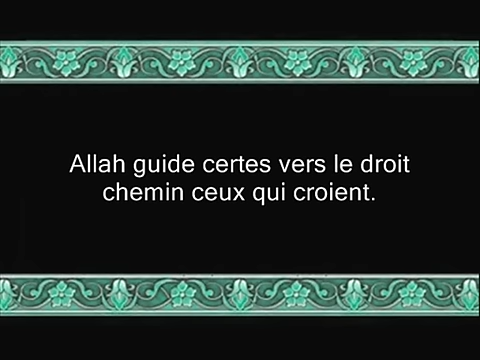 Allah guide certes vers le droit
chemin ceux qui croient.